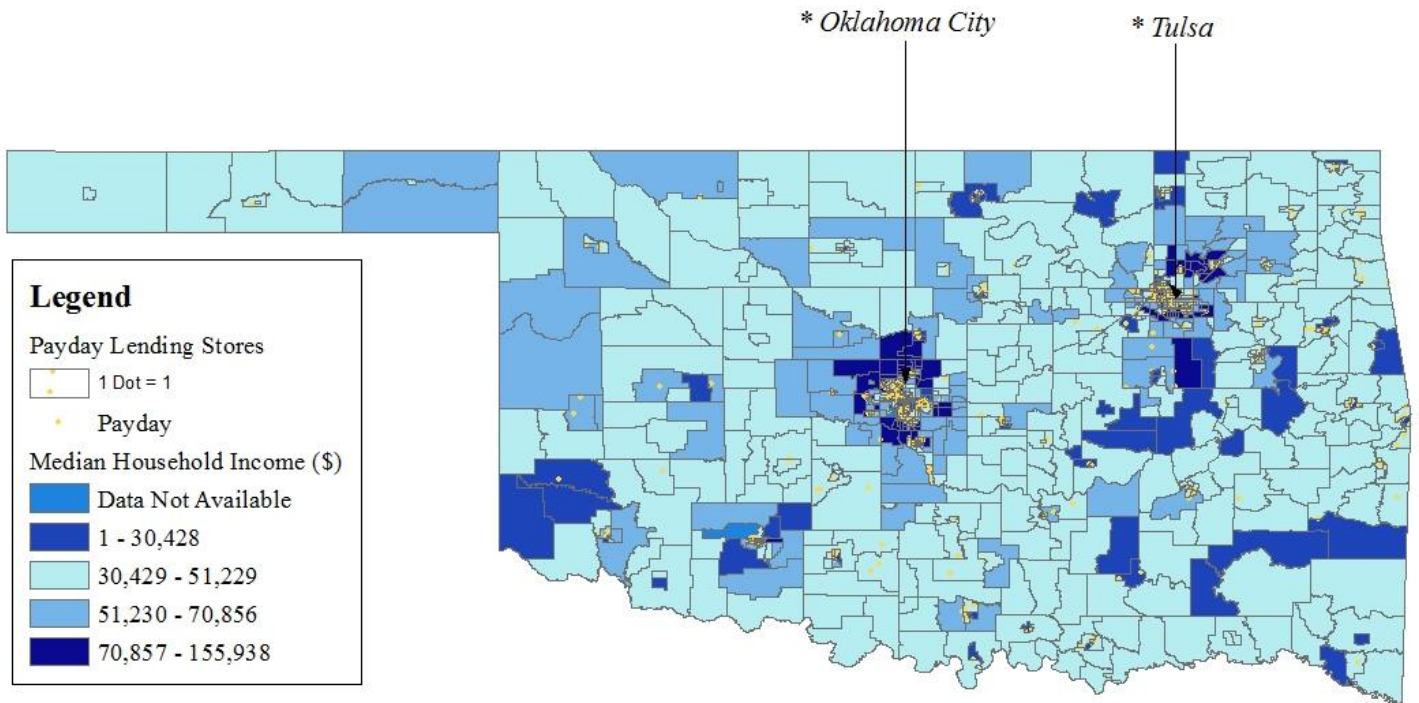 * Oklahoma City
* Tulsa
Legend
Payday Lending Stores
1 Dot = 1
Payday
Median Household Income ($)
Data Not Available
1 - 30,428
30,429 - 51,229
51,230 - 70,856
70,857 - 155,938